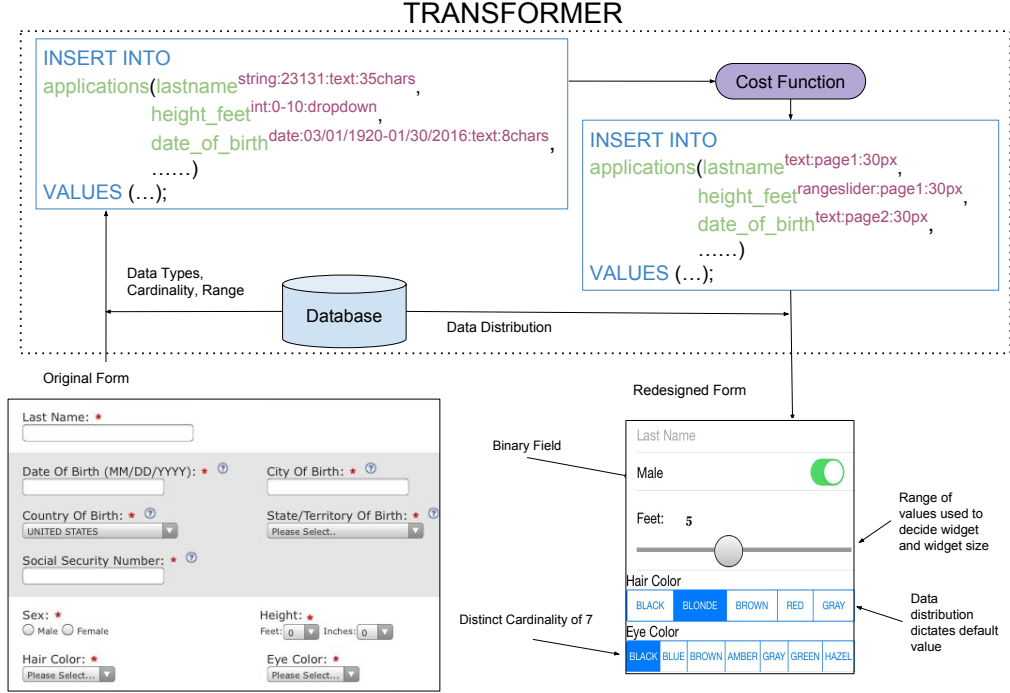 TRANSFORMER
INSERT INTO
applications(lastname string:23131:text:35chars,
height_feet int:0-10:dropdown,
date_of_birth date:03/01/1920-01/30/2016:text:8chars,
......)
VALUES (...);
Cost Function
INSERT INTO
applications(lastname text:page1:30px,
height_feet rangeslider:page1:30px,
date_of_birth text:page2:30px,
......)
VALUES (...);
Data Types,
Cardinality, Range
Database
Data Distribution
Original Form
Last Name: *
Date Of Birth (MM/DD/YYYY): * ?
City Of Birth: * ?
Country Of Birth: * ?
UNITED STATES
State/Territory Of Birth: * ?
Please Select..
Social Security Number: * ?
Sex: *
Male Female
Height: *
Feet: 0 Inches: 0
Hair Color: *
Please Select...
Eye Color: *
Please Select...
Redesigned Form
Binary Field
Last Name
Male
Feet: 5
Range of
values used to
decide widget
and widget size
Hair Color
BLACK BLONDE BROWN RED GRAY
Data
distribution
dictates default
value
Distinct Cardinality of 7
Eye Color
BLACK BLUE BROWN AMBER GRAY GREEN HAZEL